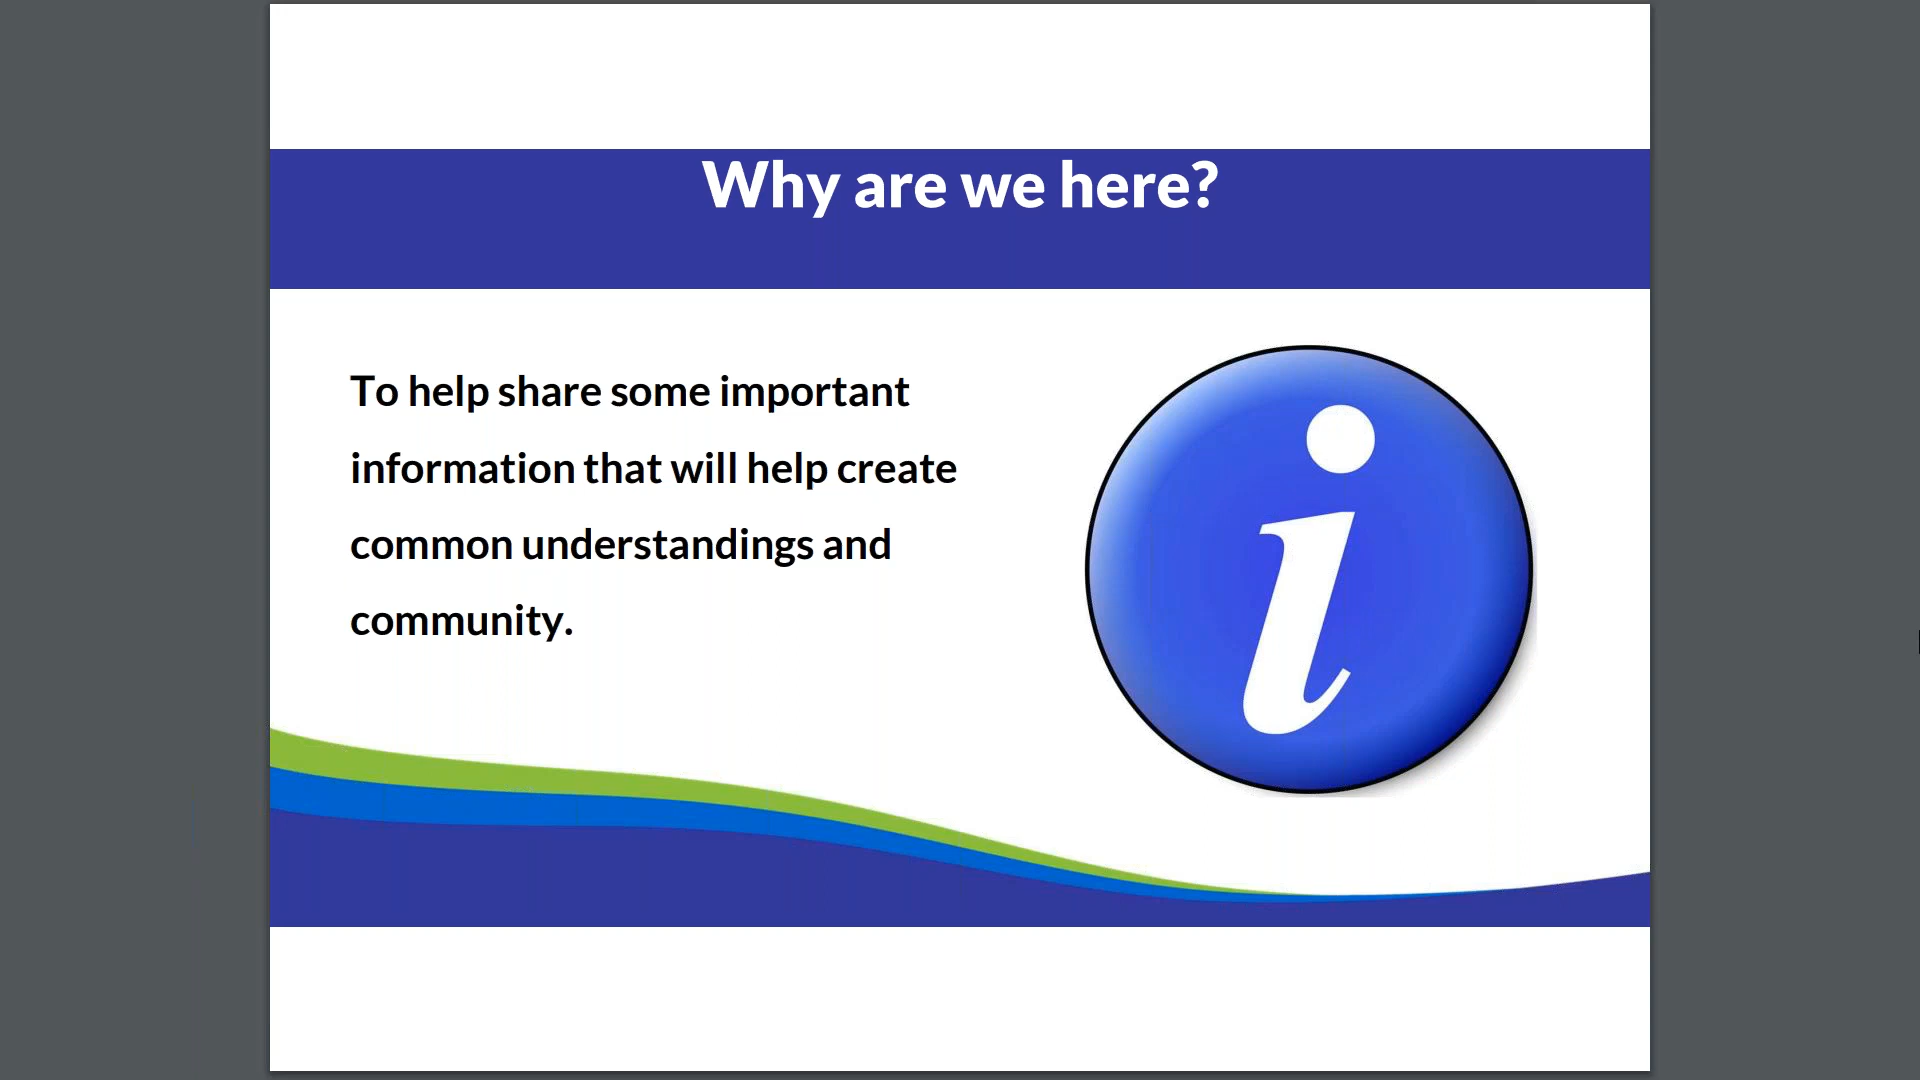 Why are we here?
To help share some important
information that will help create
common understandings and
community.
i